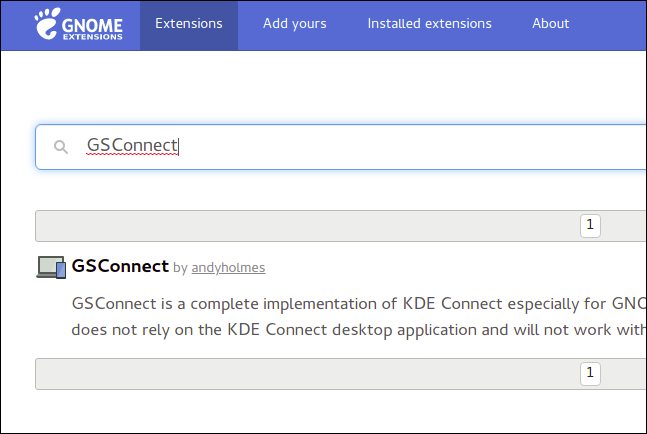 GNOME
EXTENSIONS
Extensions
Add yours
Installed extensions
About
GSConnect
1
GSConnect by andyholmes
GSConnect is a complete implementation of KDE Connect especially for GNO
does not rely on the KDE Connect desktop application and will not work with
1